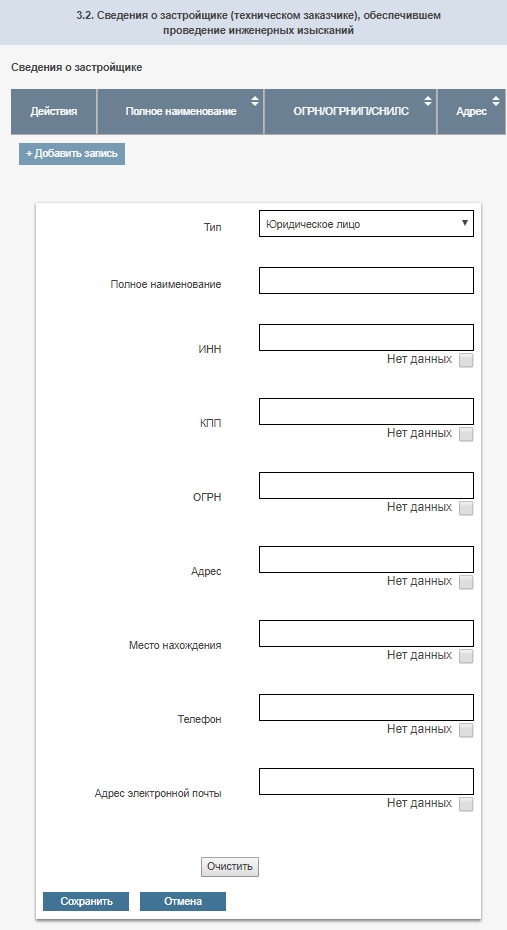 3.2. Сведения о застройщике (техническом заказчике), обеспечившем
проведение инженерных изысканий
Сведения о застройщике
Действия Полное наименование ОГРН/ОГРНИП/СНИЛС Адрес
+ Добавить запись
Тип Юридическое лицо
Полное наименование
ИНН
Нет данных
КПП
Нет данных
ОГРН
Нет данных
Адрес
Нет данных
Место нахождения
Нет данных
Телефон
Нет данных
Адрес электронной почты
Нет данных
Очистить
Сохранить Отмена